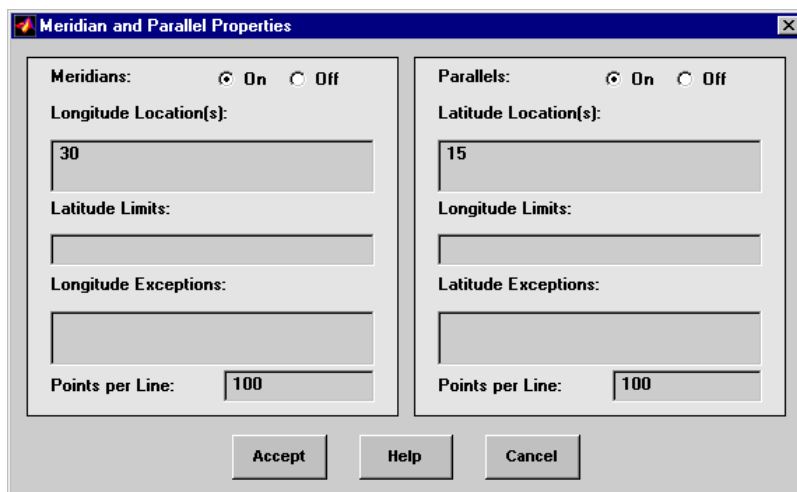 Meridian and Parallel Properties
Meridians: On Off
Longitude Location(s):
30
Latitude Limits:
Longitude Exceptions:
Points per Line: 100
Parallels: On Off
Latitude Location(s):
15
Longitude Limits:
Latitude Exceptions:
Points per Line: 100
Accept Help Cancel